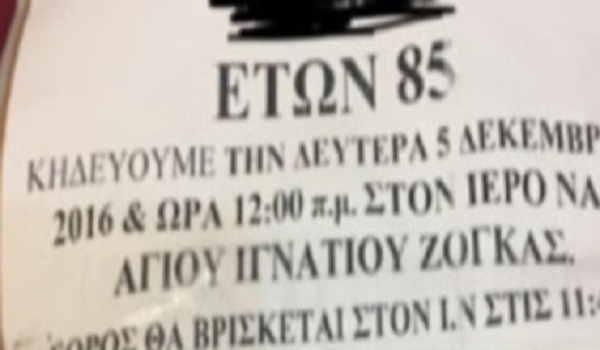 ΕΤΩΝ 85
ΚΗΔΕΥΟΥΜΕ ΤΗΝ ΔΕΥΤΕΡΑ 5 ΔΕΚΕΜΒΡ
2016 & ΩΡΑ 12:00 π.μ. ΣΤΟΝ ΙΕΡΟ ΝΑ
ΑΓΙΟΥ ΙΓΝΑΤΙΟΥ ΖΟΓΚΑΣ.
ΘΑ ΒΡΙΣΚΕΤΑΙ ΣΤΟΝ Ι.Ν ΣΤΙΣ 11: